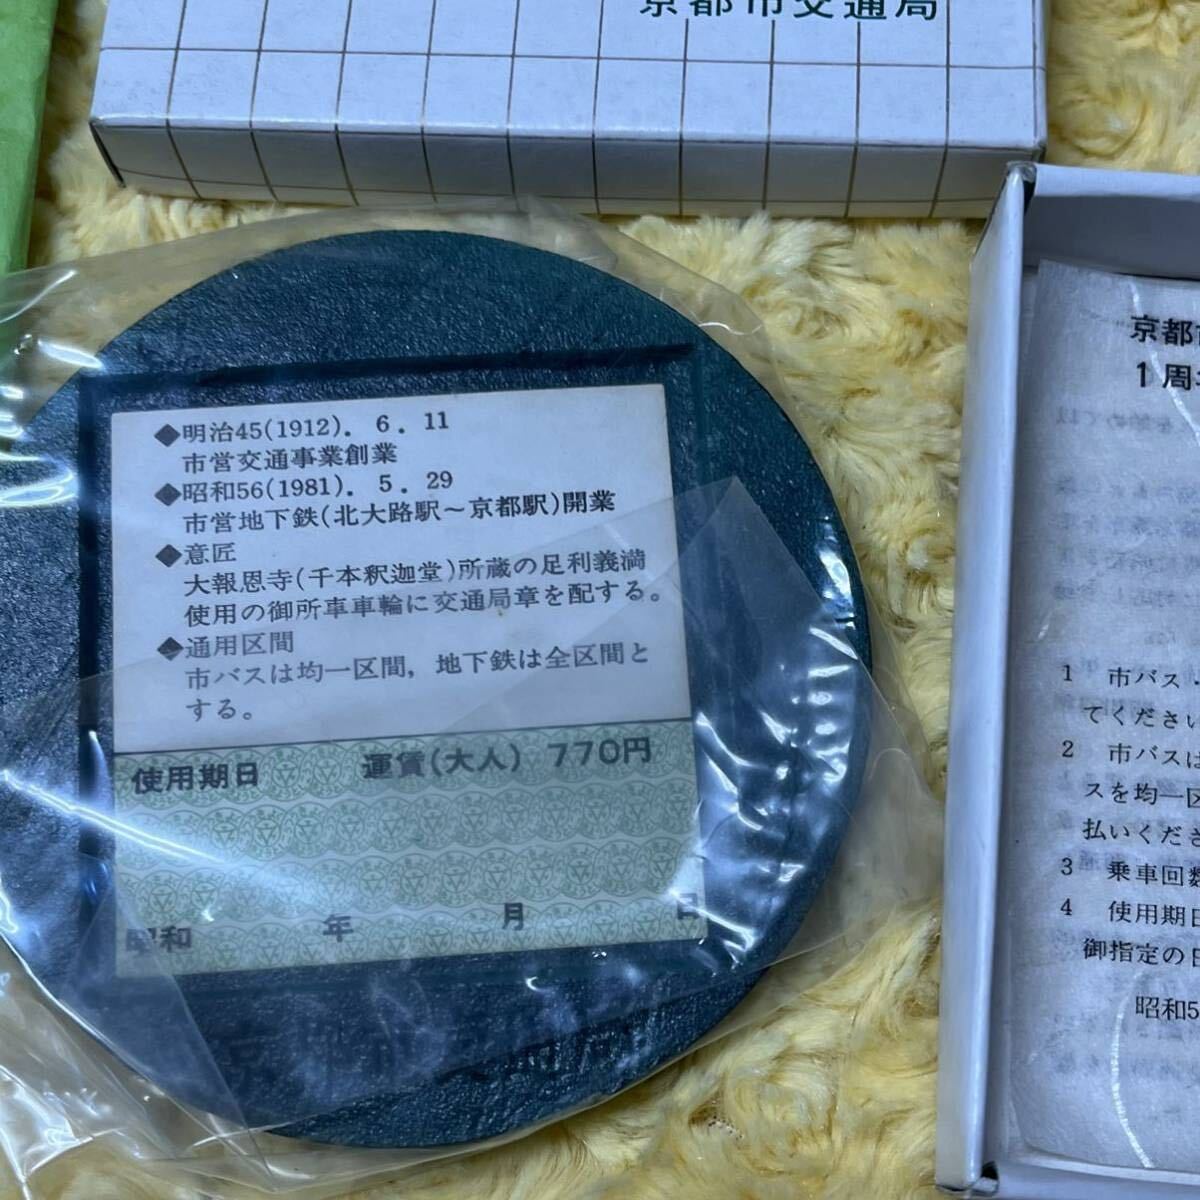 京都市交通局
◆明治45(1912). 6. 11
市営交通事業創業
◆昭和56(1981). 5. 29
市営地下鉄(北大路駅～京都駅)開業
◆意匠
大報恩寺(千本釈迦堂)所蔵の足利義満
使用の御所車車輪に交通局章を配する。
◆通用区間
市バスは均一区間，地下鉄は全区間と
する。
使用期日 運賃(大人) 770円
昭和 年 月 日
京都
1周
1 市バス・
てください
2 市バスは
スを均一区
払いくださ
3 乗車回数
4 使用期日
御指定の日
昭和5